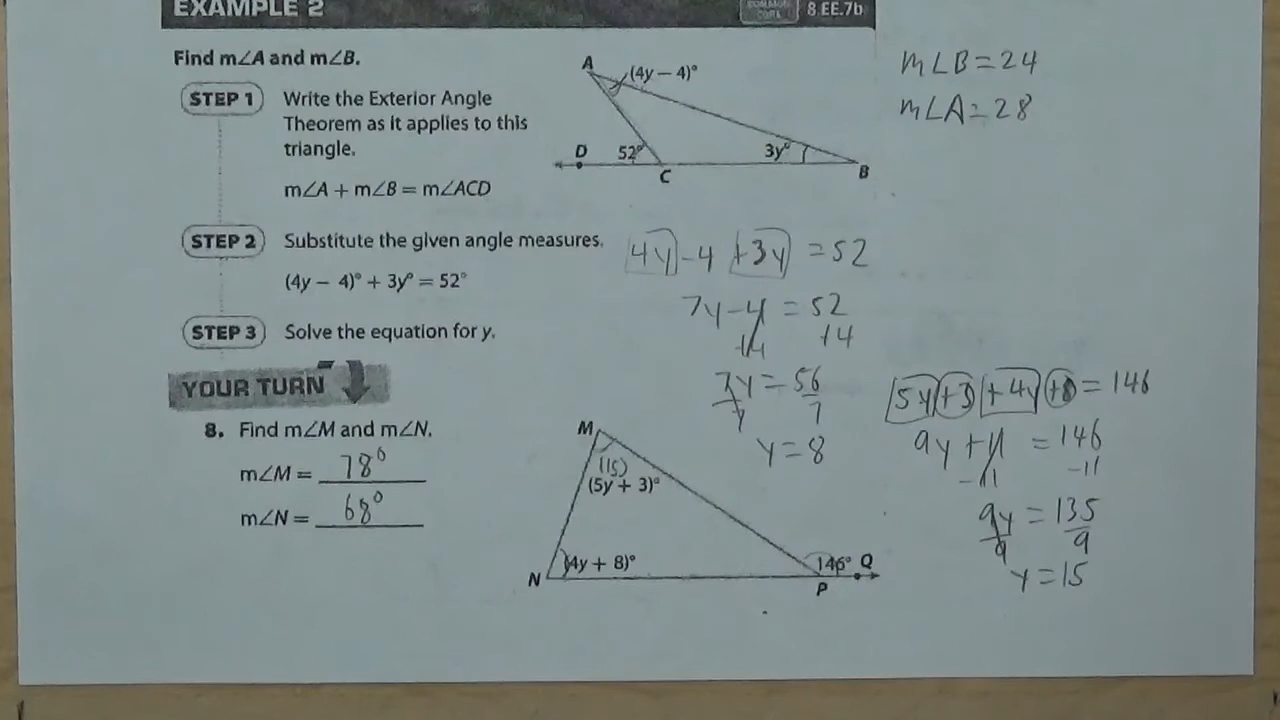 EXAMPLE 2
COMMON CORE
8.EE.7b
Find m∠A and m∠B.
STEP 1
Write the Exterior Angle
Theorem as it applies to this
triangle.
m∠A + m∠B = m∠ACD
STEP 2
Substitute the given angle measures.
(4y − 4)° + 3y° = 52°
STEP 3
Solve the equation for y.
A
(4y − 4)°
D
52°
3y°
C
B
m∠B = 24
m∠A = 28
4y − 4 + 3y = 52
7y − 4 = 52
+4 +4
7y = 56
7 7
y = 8
YOUR TURN
8. Find m∠M and m∠N.
m∠M = 78°
m∠N = 68°
M
(15)
(5y + 3)°
N
(4y + 8)°
146°
Q
P
5y + 3 + 4y + 8 = 146
9y + 11 = 146
−11 −11
9y = 135
9 9
y = 15